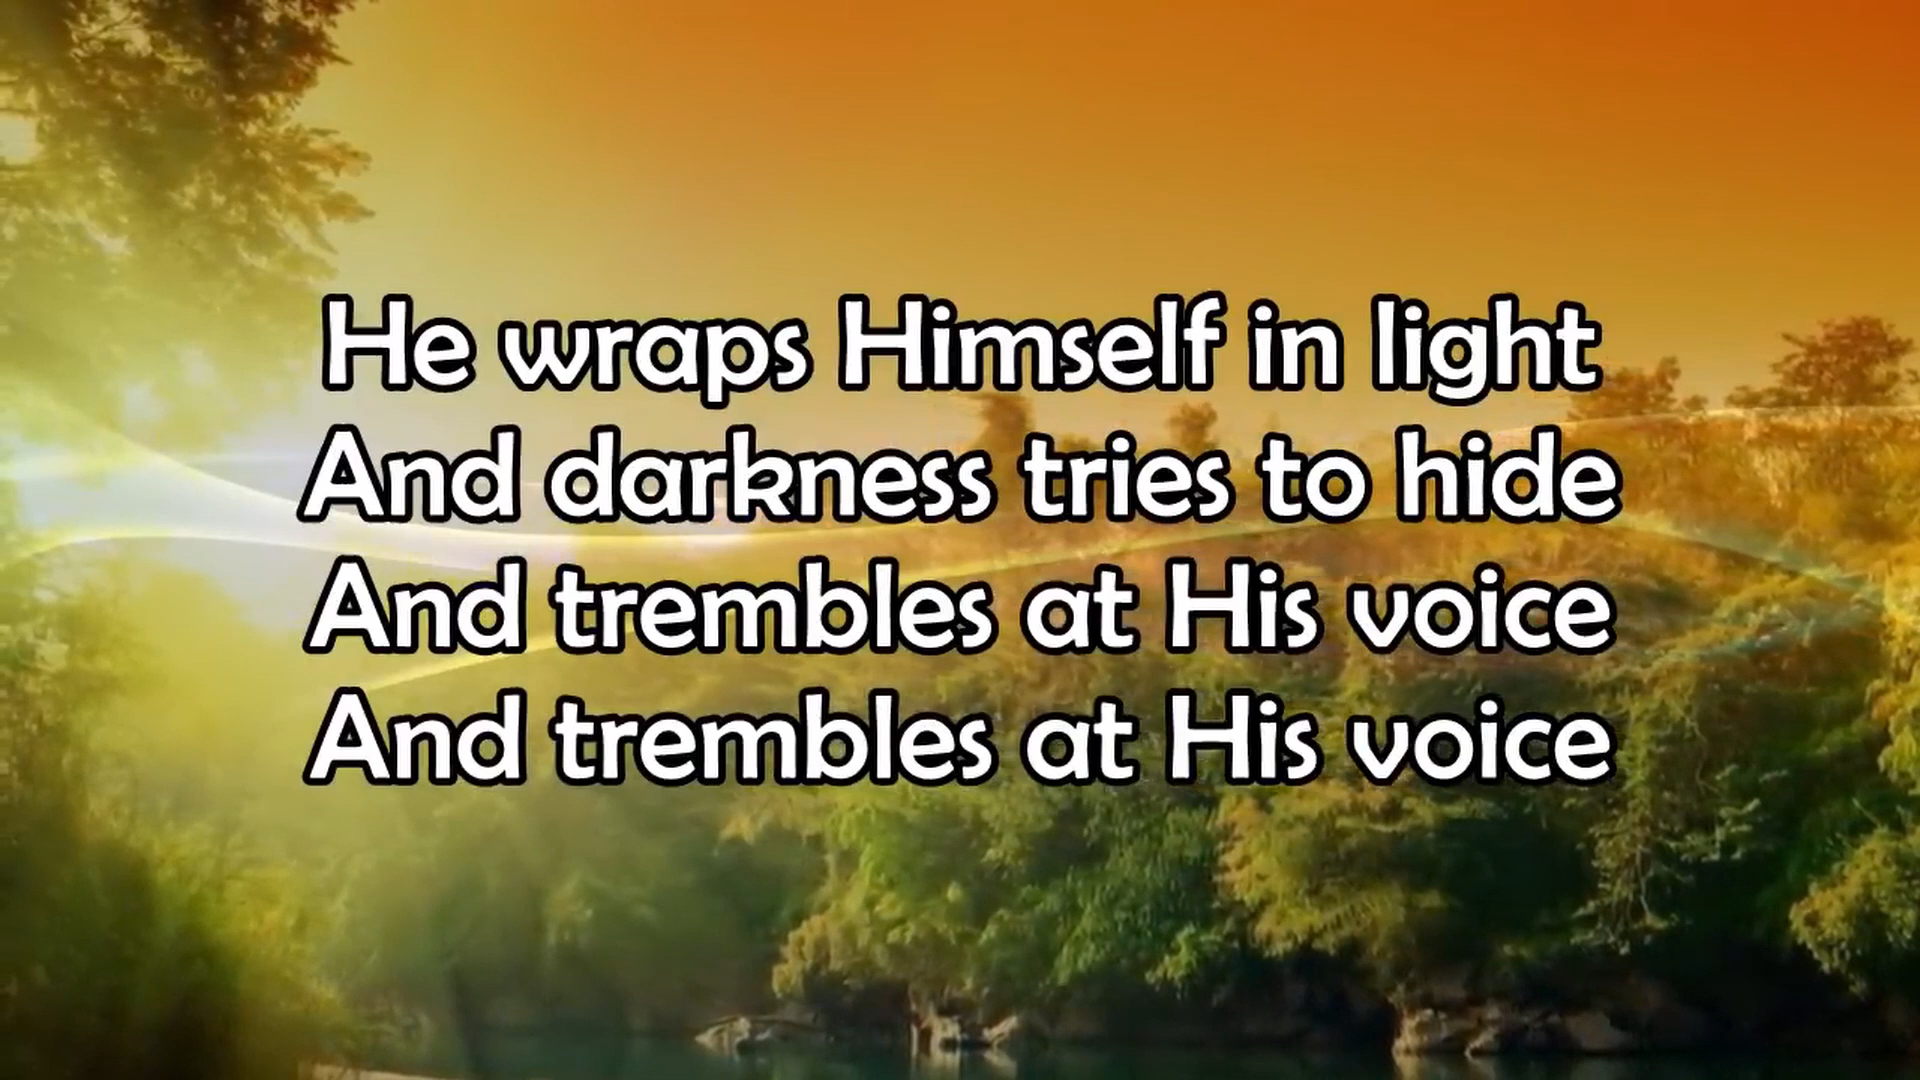 He wraps Himself in light
And darkness tries to hide
And trembles at His voice
And trembles at His voice